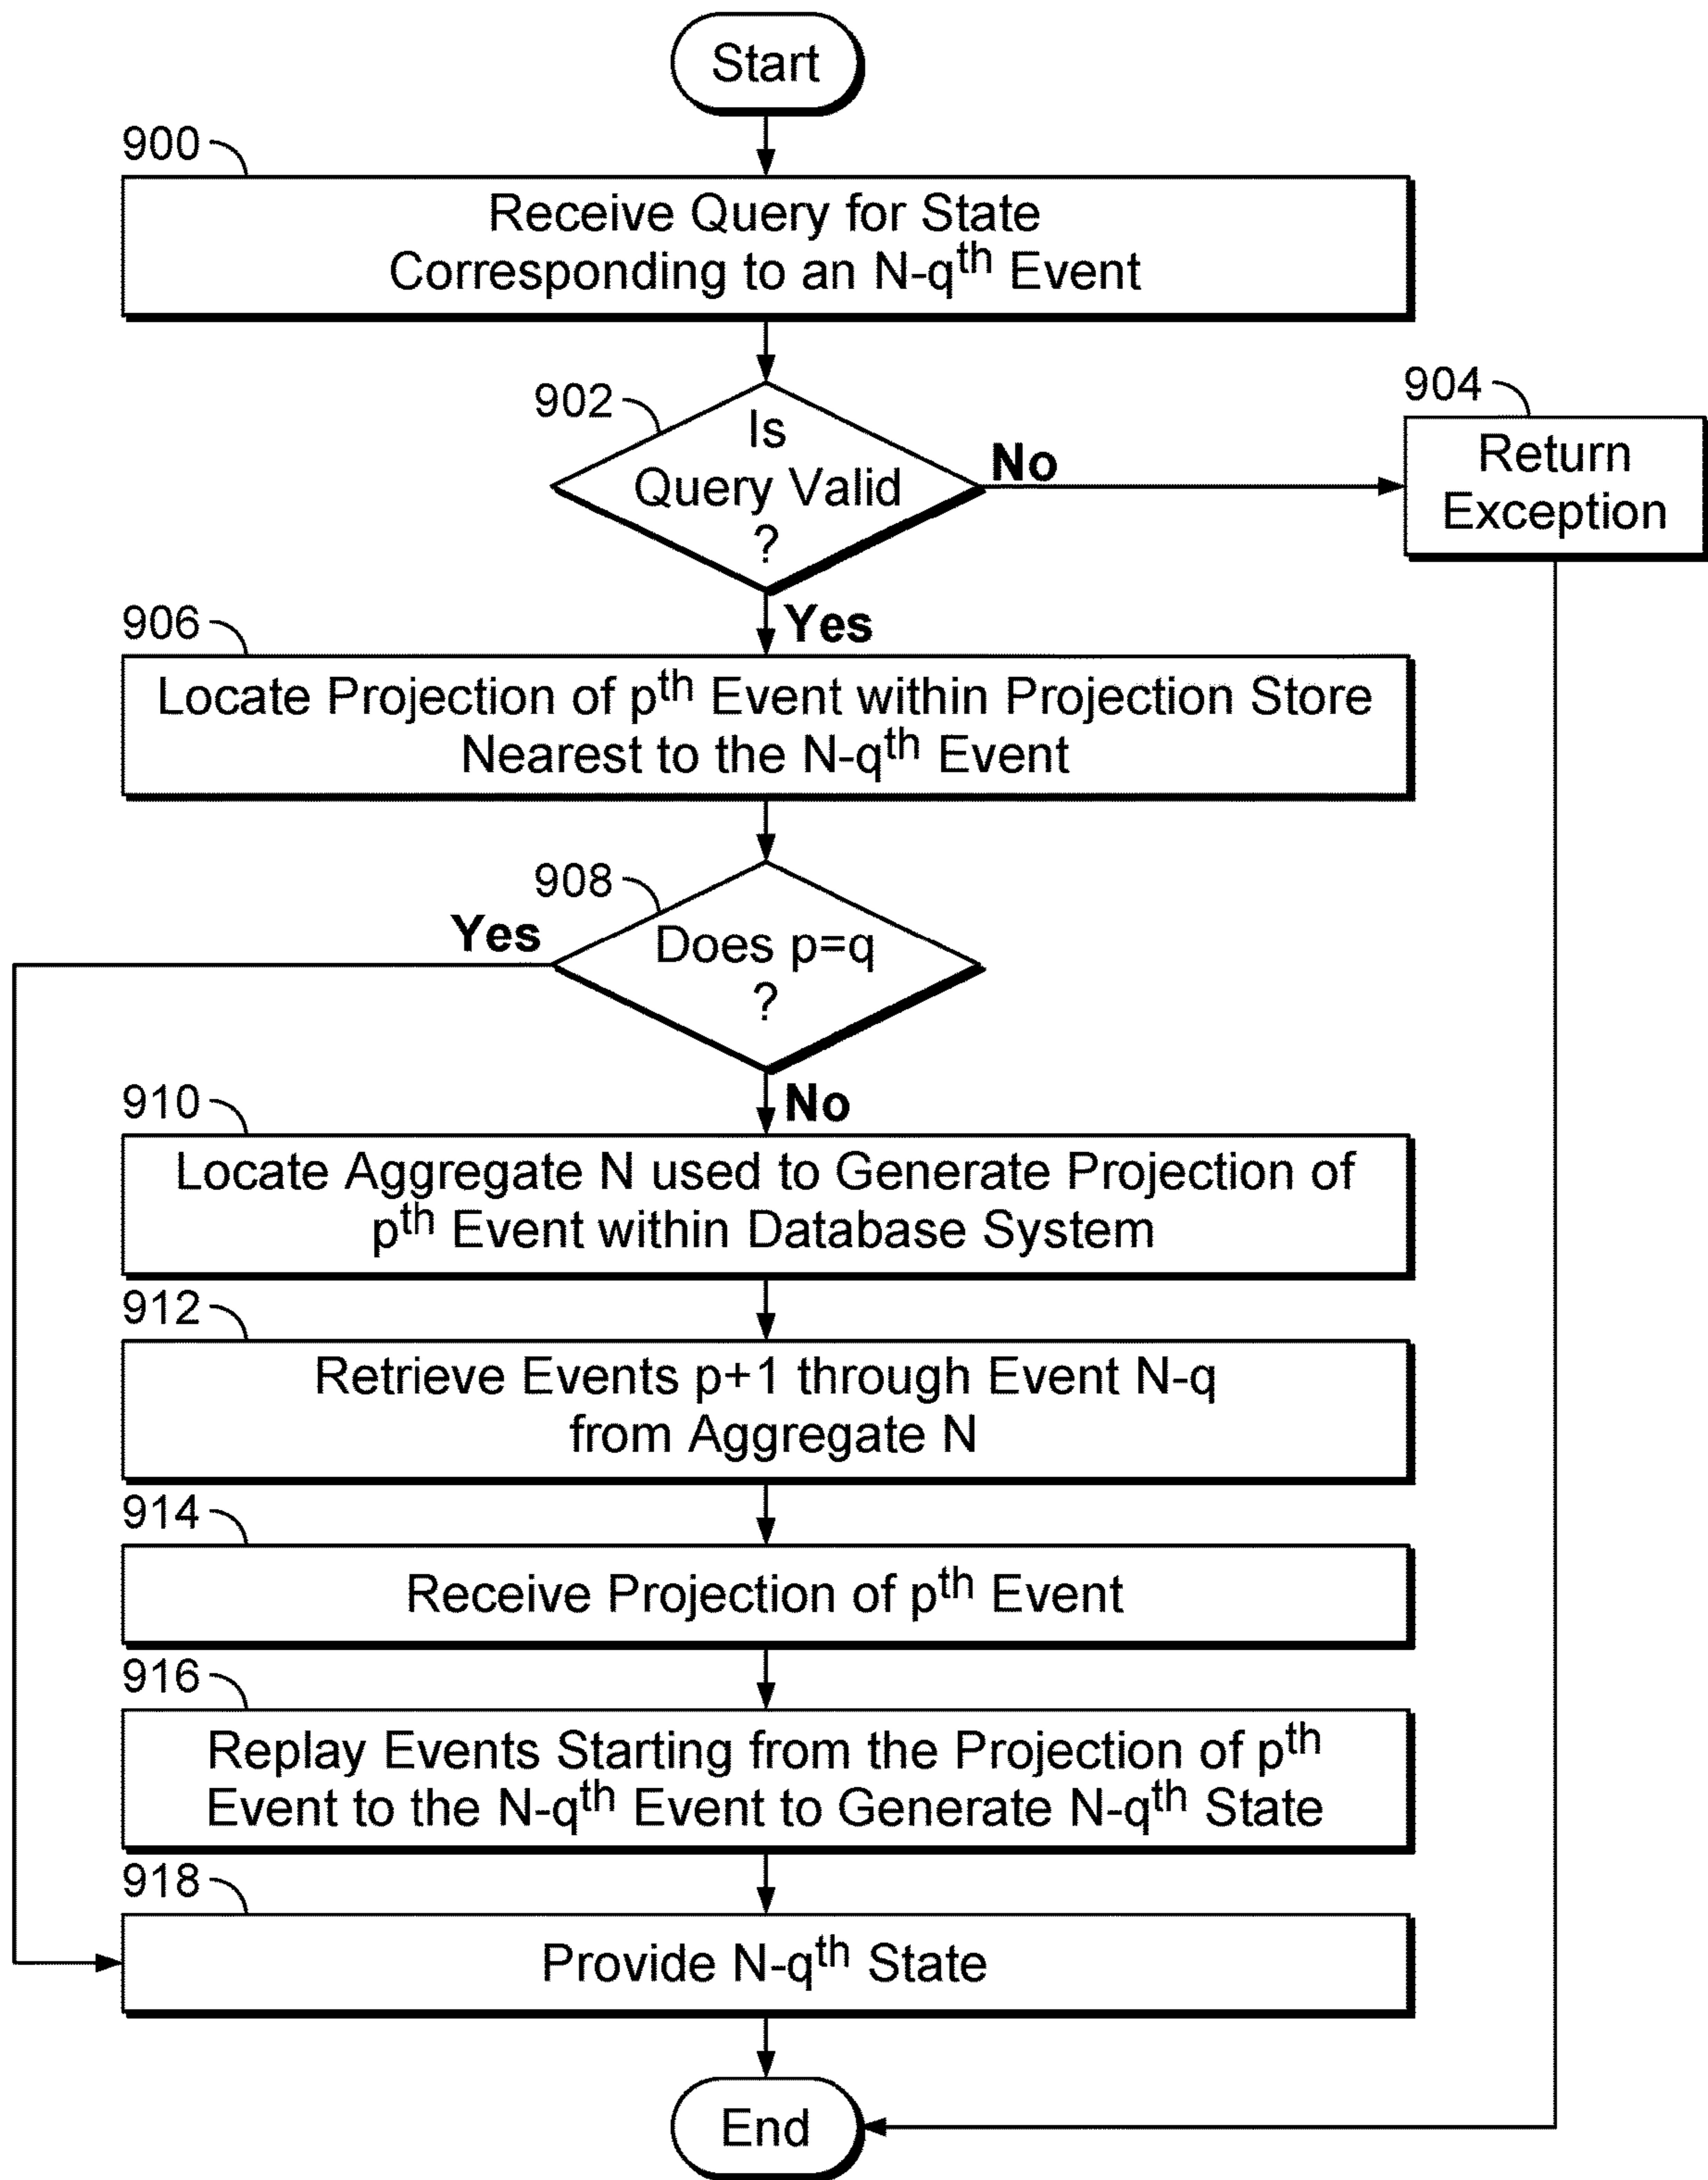 Start
900
Receive Query for State
Corresponding to an N-qth Event
902
Is
Query Valid
?
No
904
Return
Exception
Yes
906
Locate Projection of pth Event within Projection Store
Nearest to the N-qth Event
908
Does p=q
?
Yes
No
910
Locate Aggregate N used to Generate Projection of
pth Event within Database System
912
Retrieve Events p+1 through Event N-q
from Aggregate N
914
Receive Projection of pth Event
916
Replay Events Starting from the Projection of pth
Event to the N-qth Event to Generate N-qth State
918
Provide N-qth State
End